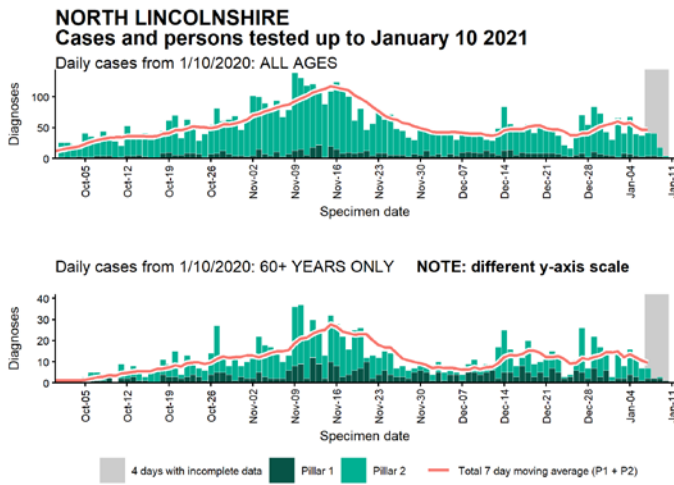 NORTH LINCOLNSHIRE
Cases and persons tested up to January 10 2021
Daily cases from 1/10/2020: ALL AGES
Diagnoses
100
50
0
Oct-05 Oct-12 Oct-19 Oct-26 Nov-02 Nov-09 Nov-16 Nov-23 Nov-30 Dec-07 Dec-14 Dec-21 Dec-28 Jan-04 Jan-11
Specimen date
Daily cases from 1/10/2020: 60+ YEARS ONLY NOTE: different y-axis scale
Diagnoses
40
30
20
10
0
Oct-05 Oct-12 Oct-19 Oct-26 Nov-02 Nov-09 Nov-16 Nov-23 Nov-30 Dec-07 Dec-14 Dec-21 Dec-28 Jan-04 Jan-11
Specimen date
4 days with incomplete data Pillar 1 Pillar 2 Total 7 day moving average (P1 + P2)